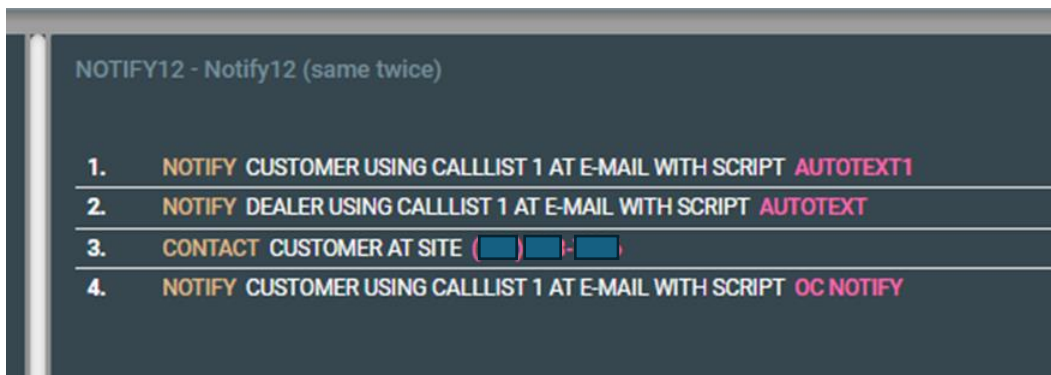 NOTIFY12 - Notify12 (same twice)
1. NOTIFY CUSTOMER USING CALLLIST 1 AT E-MAIL WITH SCRIPT AUTOTEXT1
2. NOTIFY DEALER USING CALLLIST 1 AT E-MAIL WITH SCRIPT AUTOTEXT
3. CONTACT CUSTOMER AT SITE
4. NOTIFY CUSTOMER USING CALLLIST 1 AT E-MAIL WITH SCRIPT OC NOTIFY